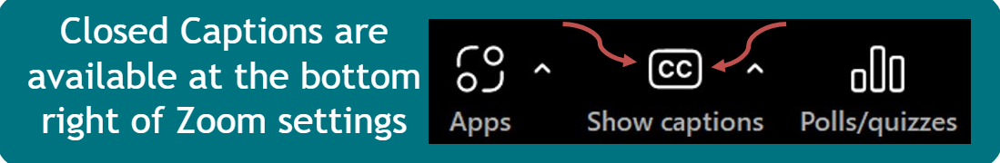 Closed Captions are
available at the bottom
right of Zoom settings
CC
Apps
Show captions
Polls/quizzes